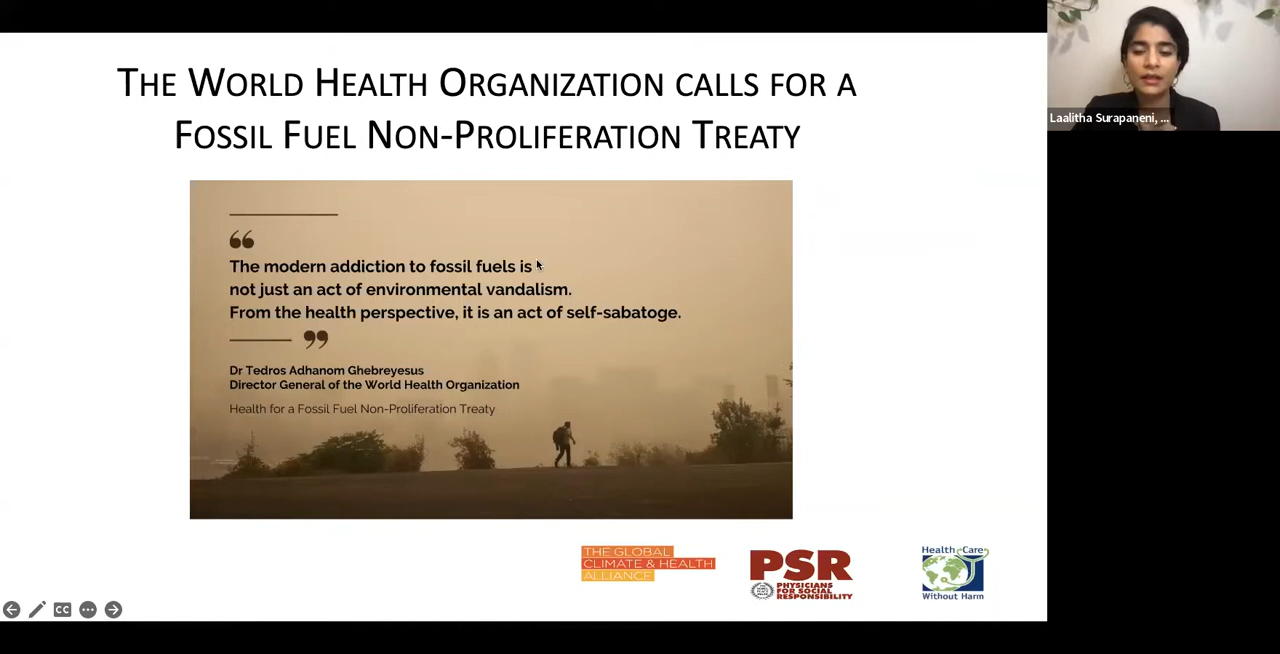 THE WORLD HEALTH ORGANIZATION CALLS FOR A
FOSSIL FUEL NON-PROLIFERATION TREATY
“
The modern addiction to fossil fuels is
not just an act of environmental vandalism.
From the health perspective, it is an act of self-sabatoge.
”
Dr Tedros Adhanom Ghebreyesus
Director General of the World Health Organization
Health for a Fossil Fuel Non-Proliferation Treaty
THE GLOBAL
CLIMATE & HEALTH
ALLIANCE
PSR
PHYSICIANS
FOR SOCIAL
RESPONSIBILITY
Health Care
Without Harm
CC
Laalitha Surapaneni, ...